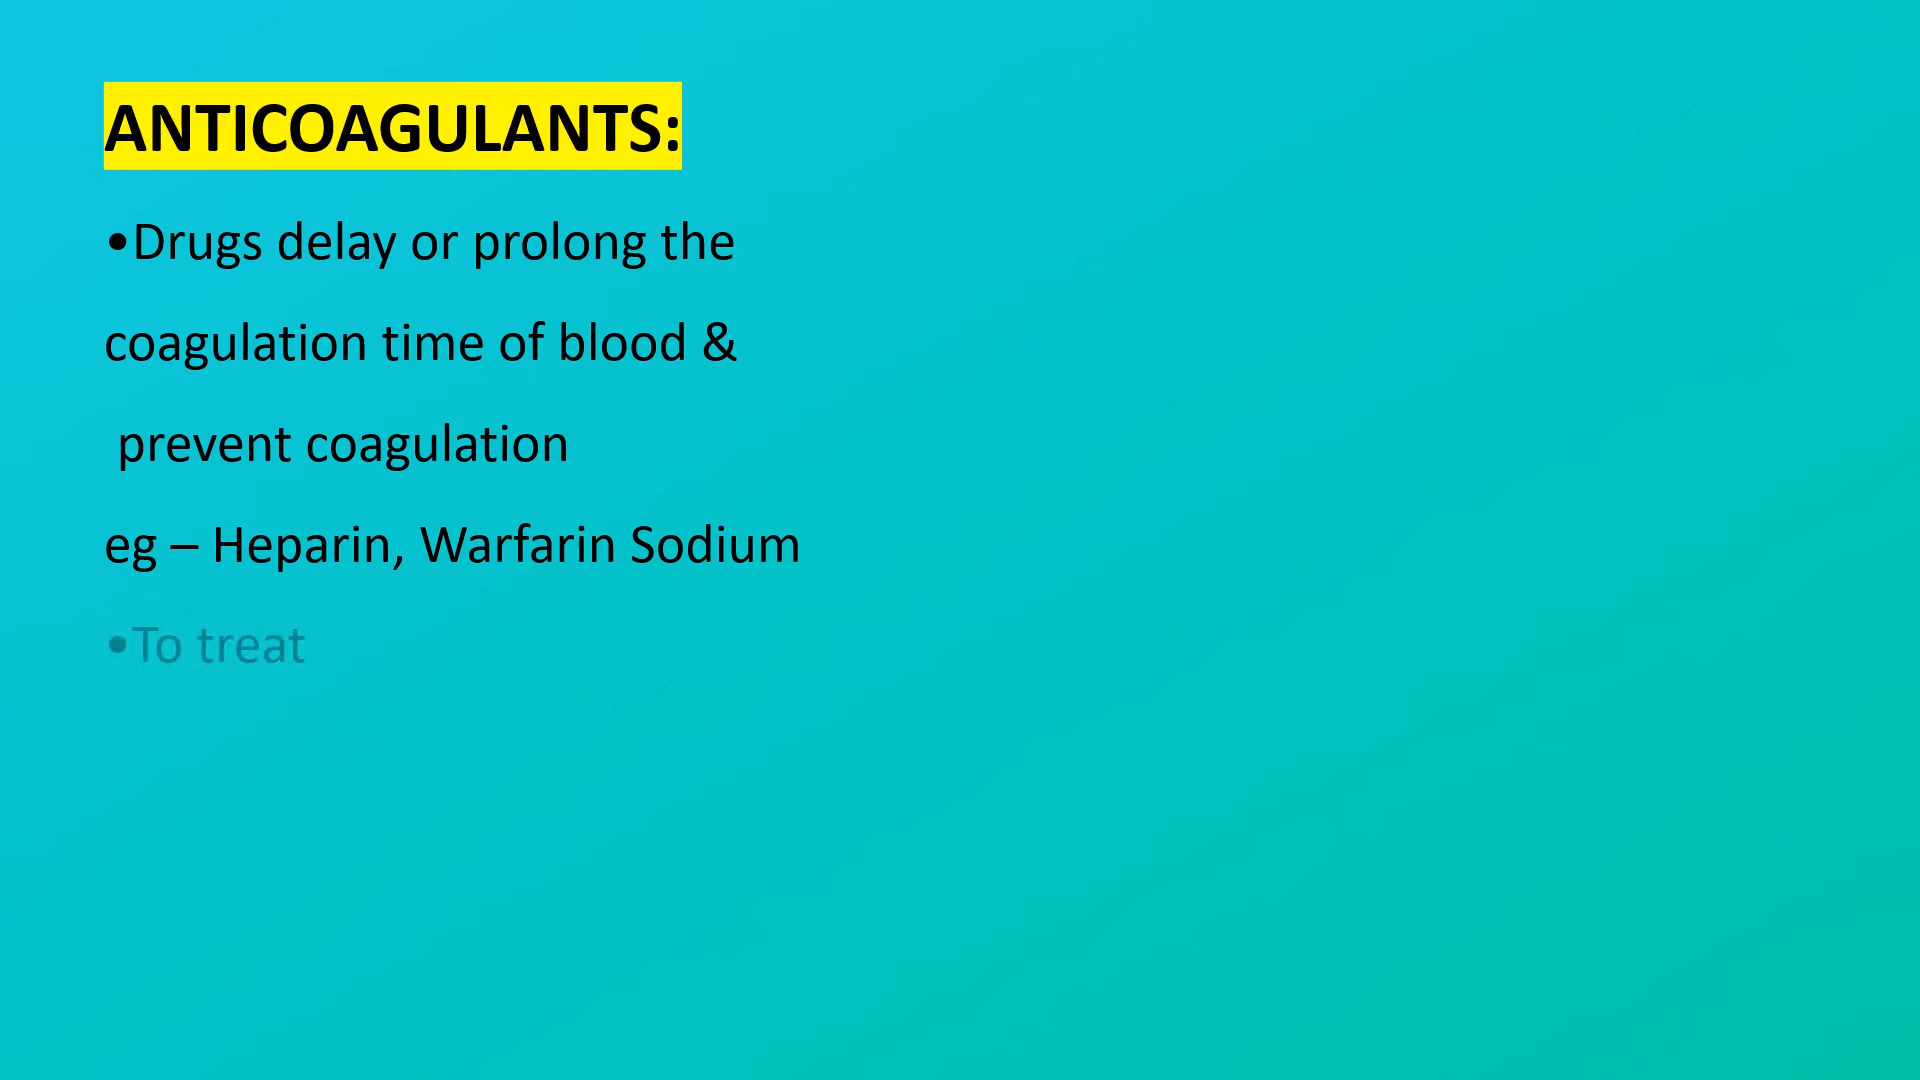 ANTICOAGULANTS:
•Drugs delay or prolong the
coagulation time of blood &
prevent coagulation
eg – Heparin, Warfarin Sodium
•To treat